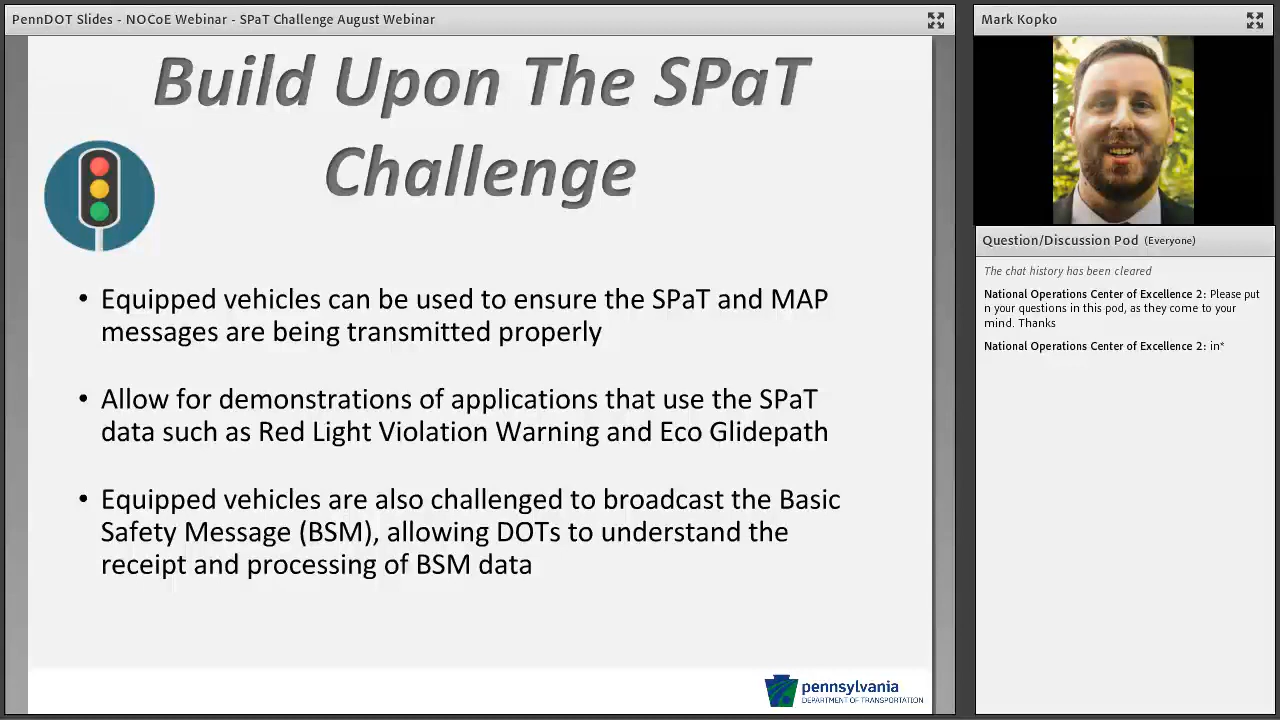 PennDOT Slides - NOCoE Webinar - SPaT Challenge August Webinar
Build Upon The SPaT
Challenge
• Equipped vehicles can be used to ensure the SPaT and MAP
messages are being transmitted properly
• Allow for demonstrations of applications that use the SPaT
data such as Red Light Violation Warning and Eco Glidepath
• Equipped vehicles are also challenged to broadcast the Basic
Safety Message (BSM), allowing DOTs to understand the
receipt and processing of BSM data
pennsylvania
DEPARTMENT OF TRANSPORTATION
Mark Kopko
Question/Discussion Pod (Everyone)
The chat history has been cleared
National Operations Center of Excellence 2: Please put
n your questions in this pod, as they come to your
mind. Thanks
National Operations Center of Excellence 2: in*